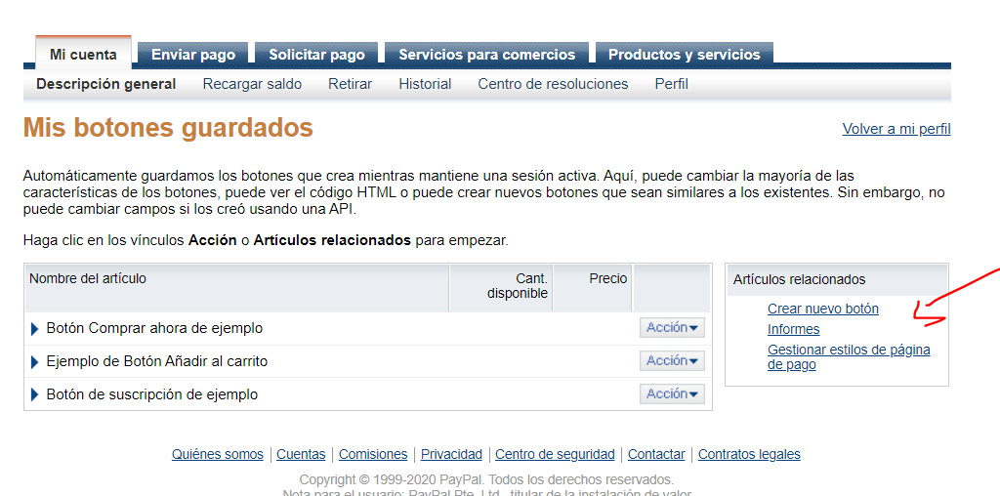 Mi cuenta Enviar pago Solicitar pago Servicios para comercios Productos y servicios
Descripción general Recargar saldo Retirar Historial Centro de resoluciones Perfil
Mis botones guardados
Volver a mi perfil
Automáticamente guardamos los botones que crea mientras mantiene una sesión activa. Aquí, puede cambiar la mayoría de las
características de los botones, puede ver el código HTML o puede crear nuevos botones que sean similares a los existentes. Sin embargo, no
puede cambiar campos si los creó usando una API.
Haga clic en los vínculos Acción o Artículos relacionados para empezar.
Nombre del artículo Cant. disponible Precio
Botón Comprar ahora de ejemplo Acción
Ejemplo de Botón Añadir al carrito Acción
Botón de suscripción de ejemplo Acción
Artículos relacionados
Crear nuevo botón
Informes
Gestionar estilos de página
de pago
Quiénes somos Cuentas Comisiones Privacidad Centro de seguridad Contactar Contratos legales
Copyright © 1999-2020 PayPal. Todos los derechos reservados.
Nota para el usuario: PayPal Pte. Ltd., titular de la instalación de valor